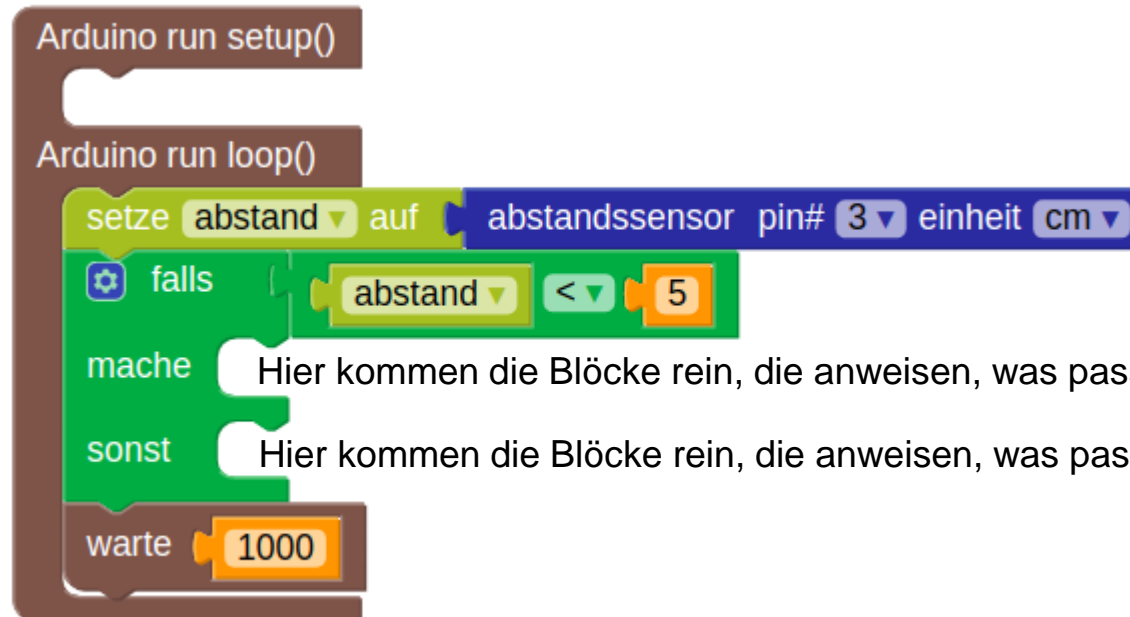 Arduino run setup()
Arduino run loop()
setze abstand auf abstandssensor pin# 3 einheit cm
falls abstand < 5
mache Hier kommen die Blöcke rein, die anweisen, was pas
sonst Hier kommen die Blöcke rein, die anweisen, was pas
warte 1000